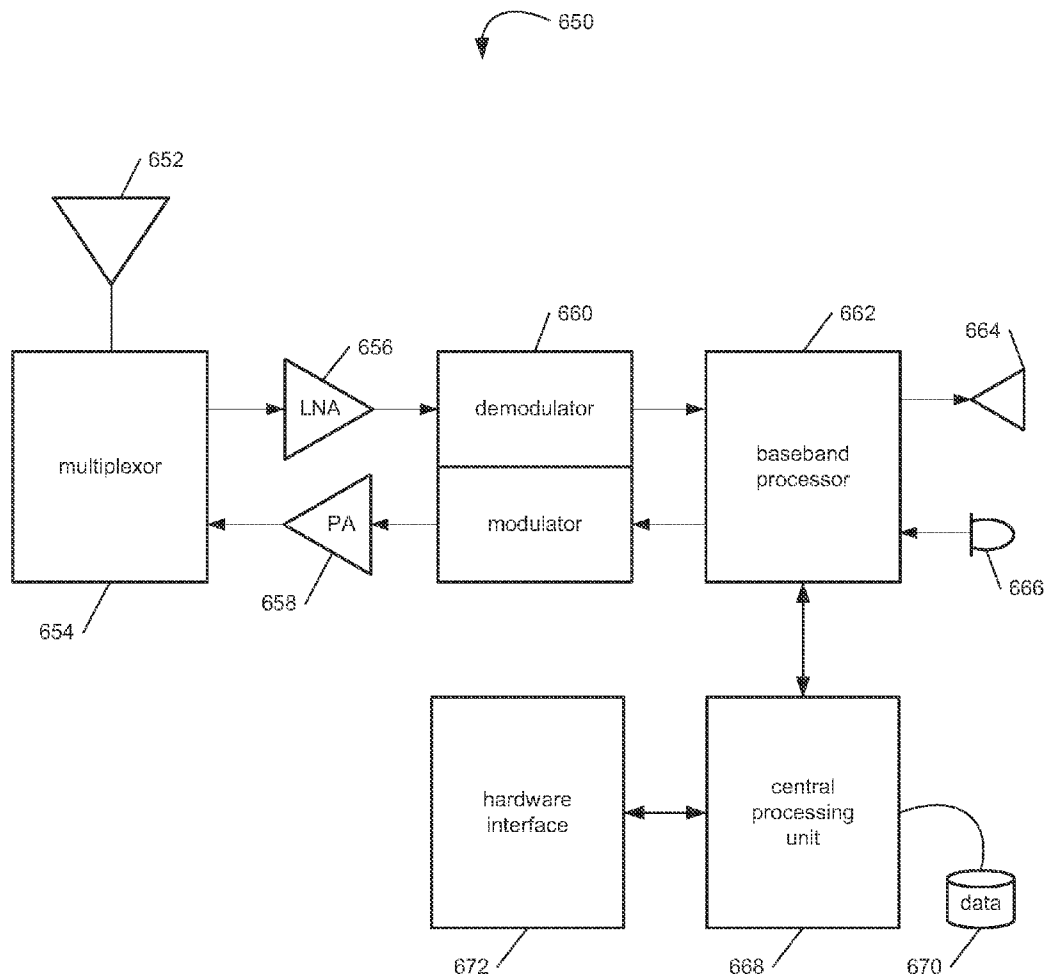 650
652
656
660
662
664
LNA
demodulator
multiplexor
baseband
processor
PA
modulator
658
666
654
hardware
interface
central
processing
unit
data
672
668
670